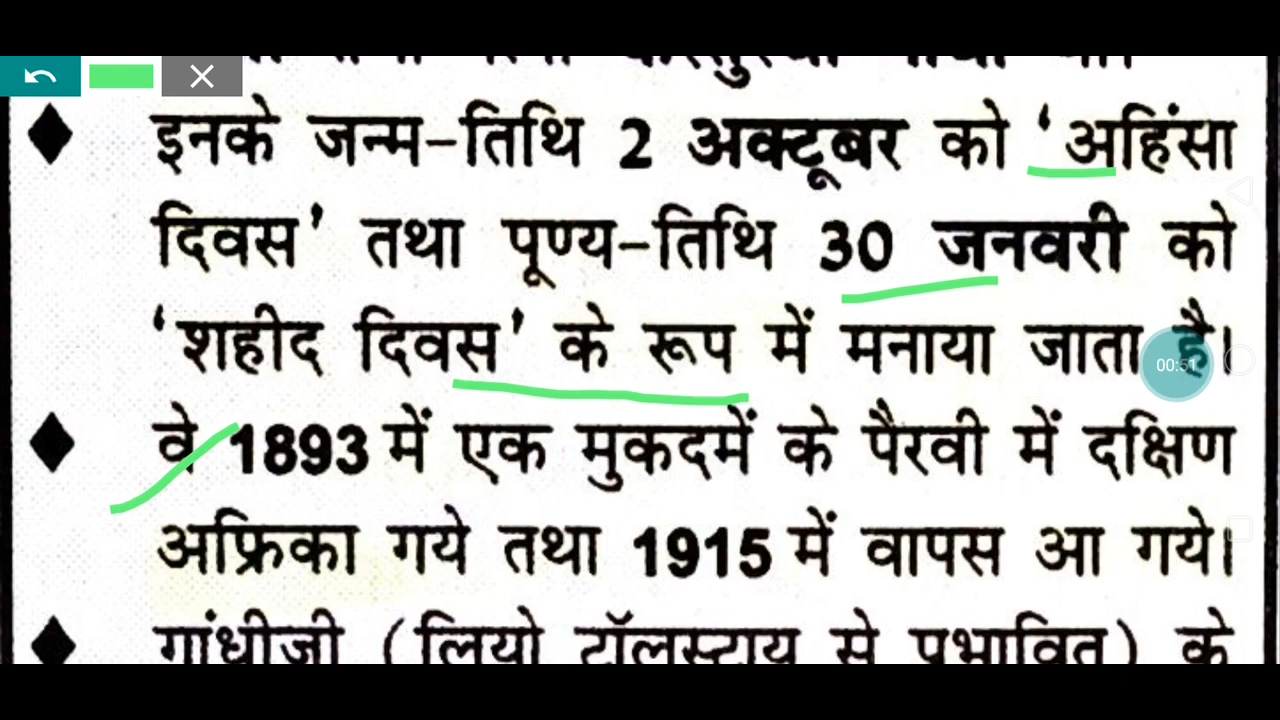 इनके जन्म-तिथि 2 अक्टूबर को 'अहिंसा
दिवस' तथा पूण्य-तिथि 30 जनवरी को
'शहीद दिवस' के रूप में मनाया जाता है।
00:51
वे 1893 में एक मुकदमें के पैरवी में दक्षिण
अफ्रिका गये तथा 1915 में वापस आ गये।
गांधीजी (लियो टॉलस्टाय से प्रभावित) के